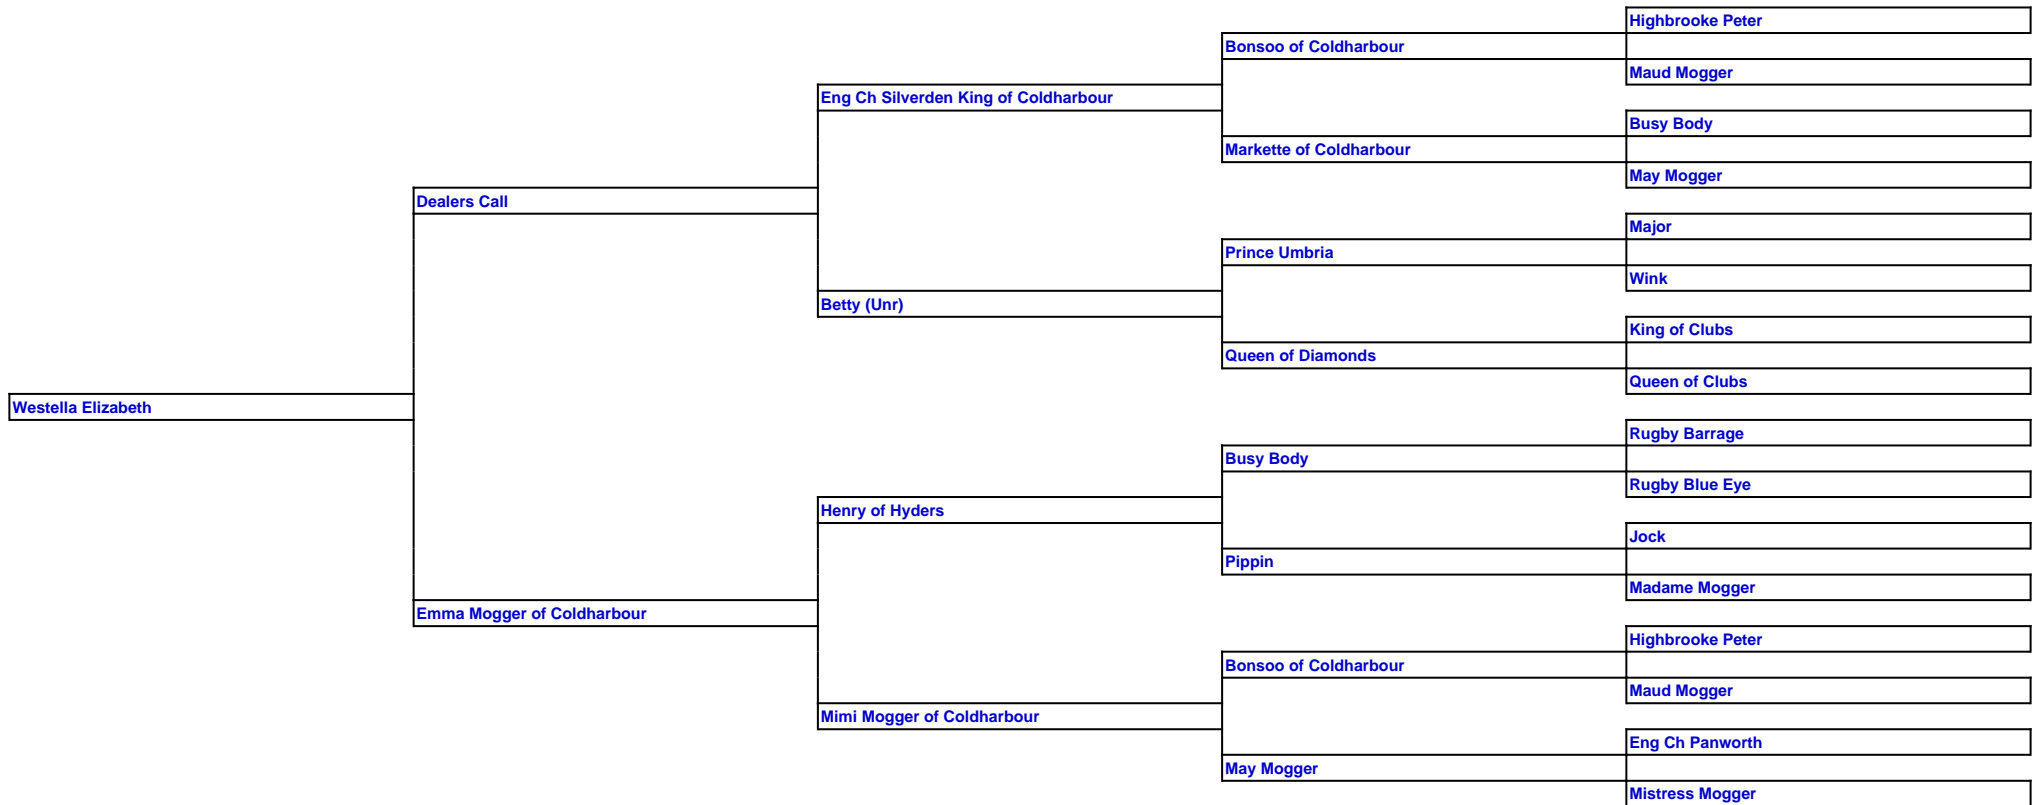 Highbrooke Peter
Bonsoo of Coldharbour
Maud Mogger
Eng Ch Silverden King of Coldharbour
Busy Body
Markette of Coldharbour
May Mogger
Dealers Call
Major
Prince Umbria
Wink
Betty (Unr)
King of Clubs
Queen of Diamonds
Queen of Clubs
Westella Elizabeth
Rugby Barrage
Busy Body
Rugby Blue Eye
Henry of Hyders
Jock
Pippin
Madame Mogger
Emma Mogger of Coldharbour
Highbrooke Peter
Bonsoo of Coldharbour
Maud Mogger
Mimi Mogger of Coldharbour
Eng Ch Panworth
May Mogger
Mistress Mogger